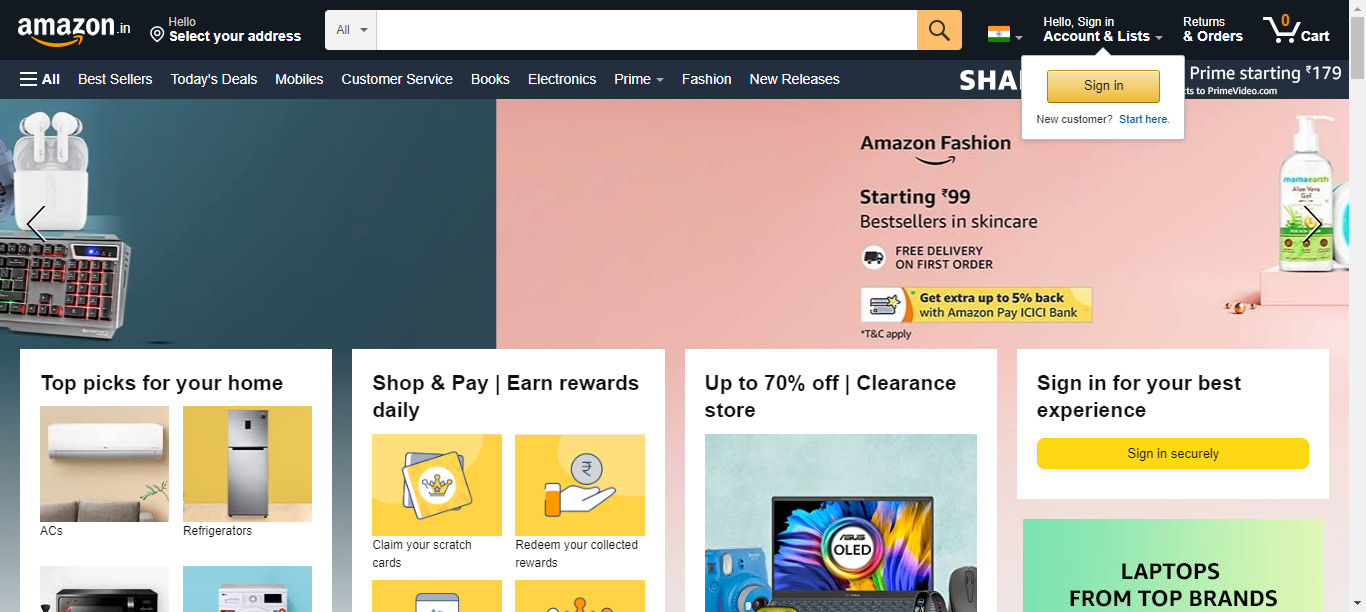 amazon.in
Hello
Select your address
All
Hello, Sign in
Account & Lists
Returns
& Orders
0
Cart
All
Best Sellers
Today's Deals
Mobiles
Customer Service
Books
Electronics
Prime
Fashion
New Releases
Prime starting ₹179
to PrimeVideo.com
Sign in
New customer? Start here.
Amazon Fashion
Starting ₹99
Bestsellers in skincare
FREE DELIVERY
ON FIRST ORDER
Get extra up to 5% back
with Amazon Pay ICICI Bank
*T&C apply
mamaearth
Aloe Vera
Gel
Top picks for your home
ACs
Refrigerators
Shop & Pay | Earn rewards
daily
₹
Claim your scratch
cards
Redeem your collected
rewards
Up to 70% off | Clearance
store
ASUS
OLED
Sign in for your best
experience
Sign in securely
LAPTOPS
FROM TOP BRANDS